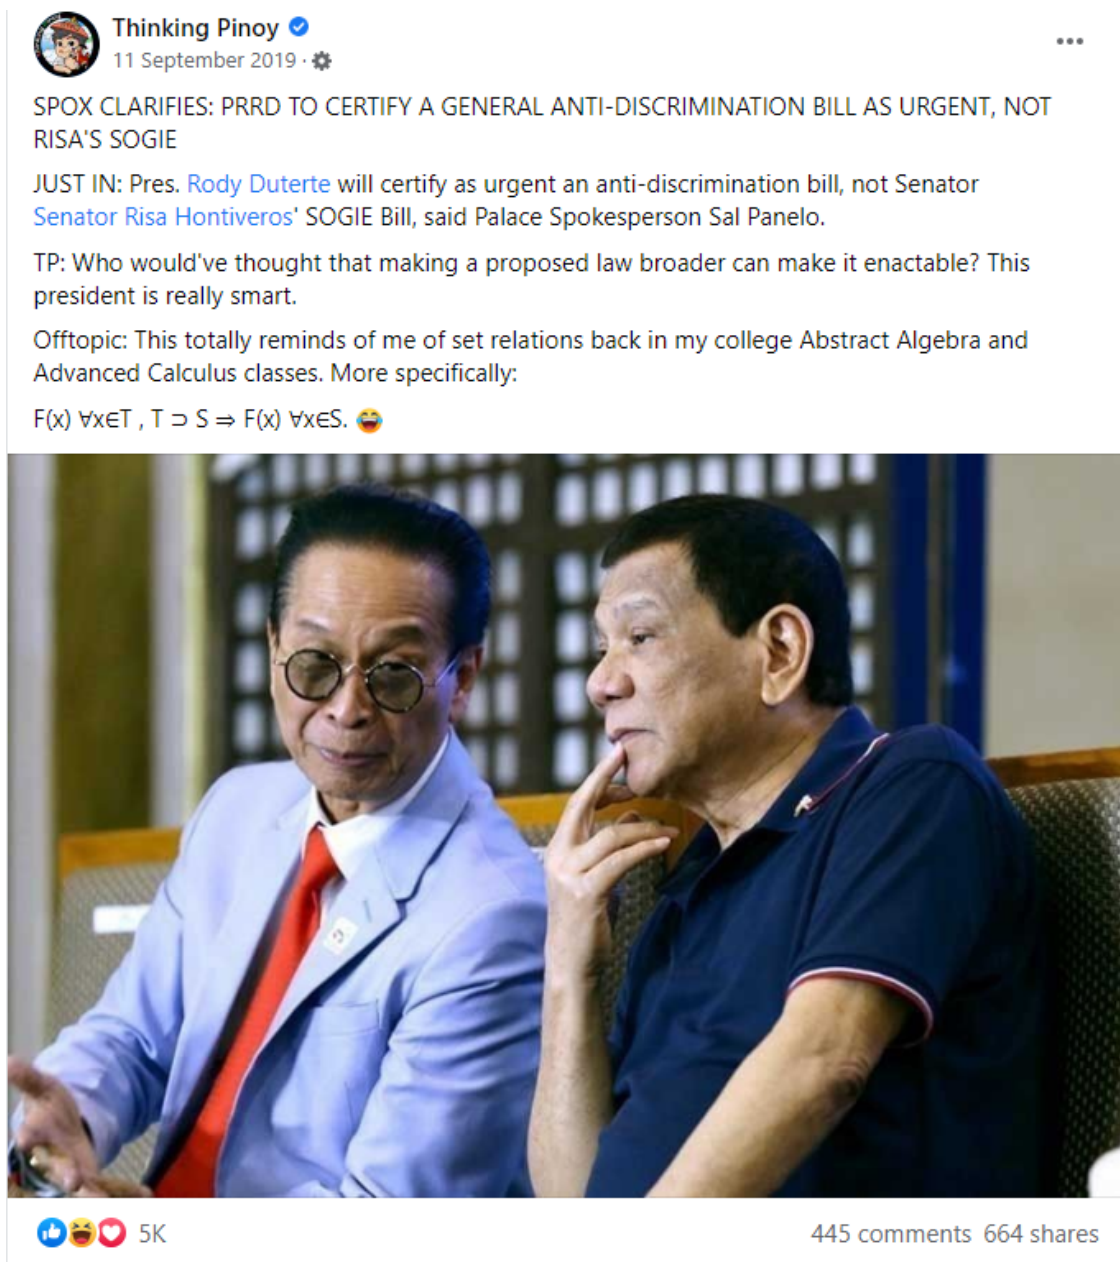 Thinking Pinoy
11 September 2019 ·
SPOX CLARIFIES: PRRD TO CERTIFY A GENERAL ANTI-DISCRIMINATION BILL AS URGENT, NOT
RISA'S SOGIE
JUST IN: Pres. Rody Duterte will certify as urgent an anti-discrimination bill, not Senator
Senator Risa Hontiveros' SOGIE Bill, said Palace Spokesperson Sal Panelo.
TP: Who would've thought that making a proposed law broader can make it enactable? This
president is really smart.
Offtopic: This totally reminds of me of set relations back in my college Abstract Algebra and
Advanced Calculus classes. More specifically:
F(x) ∀x∈T , T ⊃ S ⇒ F(x) ∀x∈S. 😂
5K
445 comments 664 shares